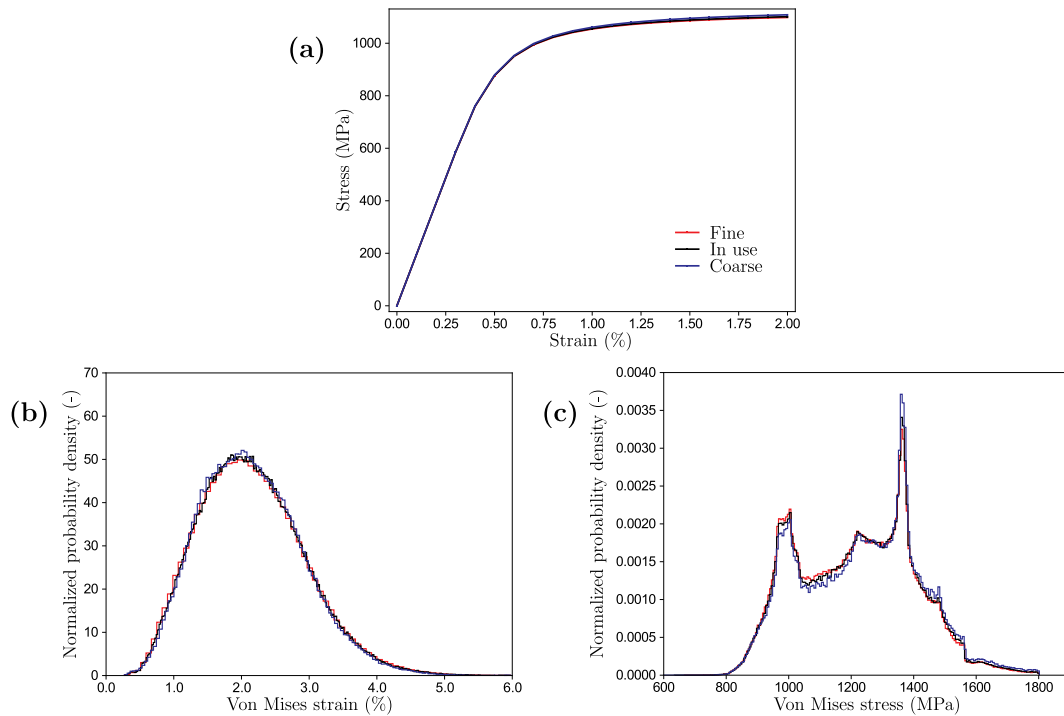 (a)
Stress (MPa)
1000
800
600
400
200
0
0.00 0.25 0.50 0.75 1.00 1.25 1.50 1.75 2.00
Strain (%)
Fine
In use
Coarse
(b)
Normalized probability density (-)
70
60
50
40
30
20
10
0
0.0 1.0 2.0 3.0 4.0 5.0 6.0
Von Mises strain (%)
(c)
Normalized probability density (-)
0.0040
0.0035
0.0030
0.0025
0.0020
0.0015
0.0010
0.0005
0.0000
600 800 1000 1200 1400 1600 1800
Von Mises stress (MPa)